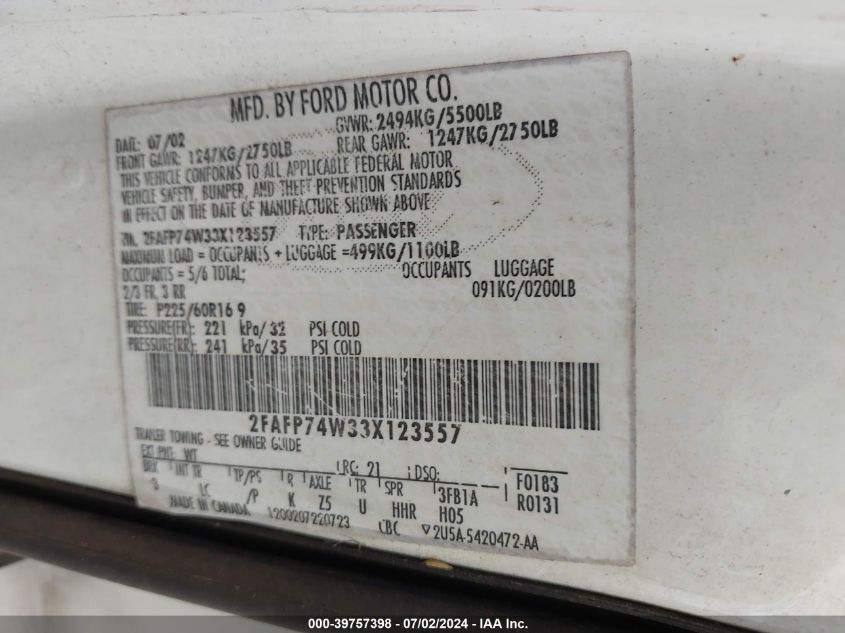 MFD. BY FORD MOTOR CO.
DATE: 07/02 GVWR: 2494KG/5500LB
FRONT GAWR: 1247KG/2750LB REAR GAWR: 1247KG/2750LB
THIS VEHICLE CONFORMS TO ALL APPLICABLE FEDERAL MOTOR
VEHICLE SAFETY, BUMPER, AND THEFT PREVENTION STANDARDS
IN EFFECT ON THE DATE OF MANUFACTURE SHOWN ABOVE
VIN: 2FAFP74W33X123557 TYPE: PASSENGER
MAXIMUM LOAD = OCCUPANTS + LUGGAGE =499KG/1100LB
OCCUPANTS = 5/6 TOTAL; OCCUPANTS LUGGAGE
2/3 FR, 3 RR 091KG/0200LB
TIRE: P225/60R16 9
PRESSURE(FR): 221 kPa/32 PSI COLD
PRESSURE(RR): 241 kPa/35 PSI COLD
2FAFP74W33X123557
TRAILER TOWING - SEE OWNER GUIDE
EXT PNT: WT RC: 21 DSO: F0183
BRK INT TR TP/PS R AXLE TR SPR 3FB1A R0131
3 LC /P K Z5 U HHR H05
MADE IN CANADA 1200207220723 CBC 2U5A-5420472-AA
000-39757398 - 07/02/2024 - IAA Inc.